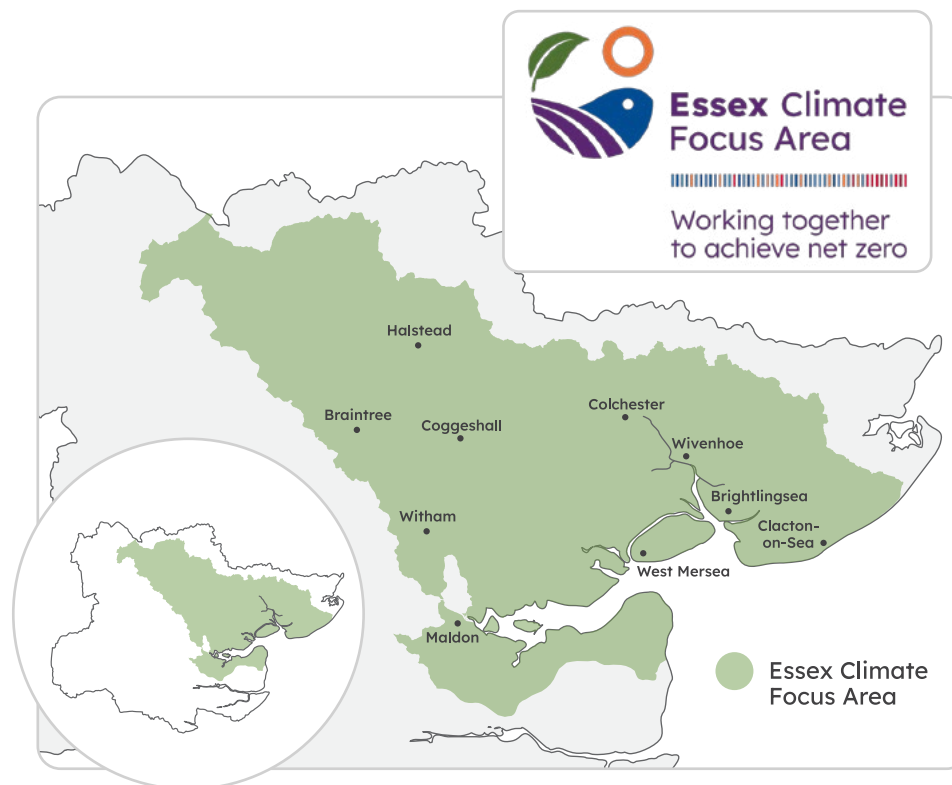 Essex Climate
Focus Area
Working together
to achieve net zero
Halstead
Braintree
Coggeshall
Colchester
Wivenhoe
Brightlingsea
Witham
Clacton-
on-Sea
West Mersea
Maldon
Essex Climate
Focus Area